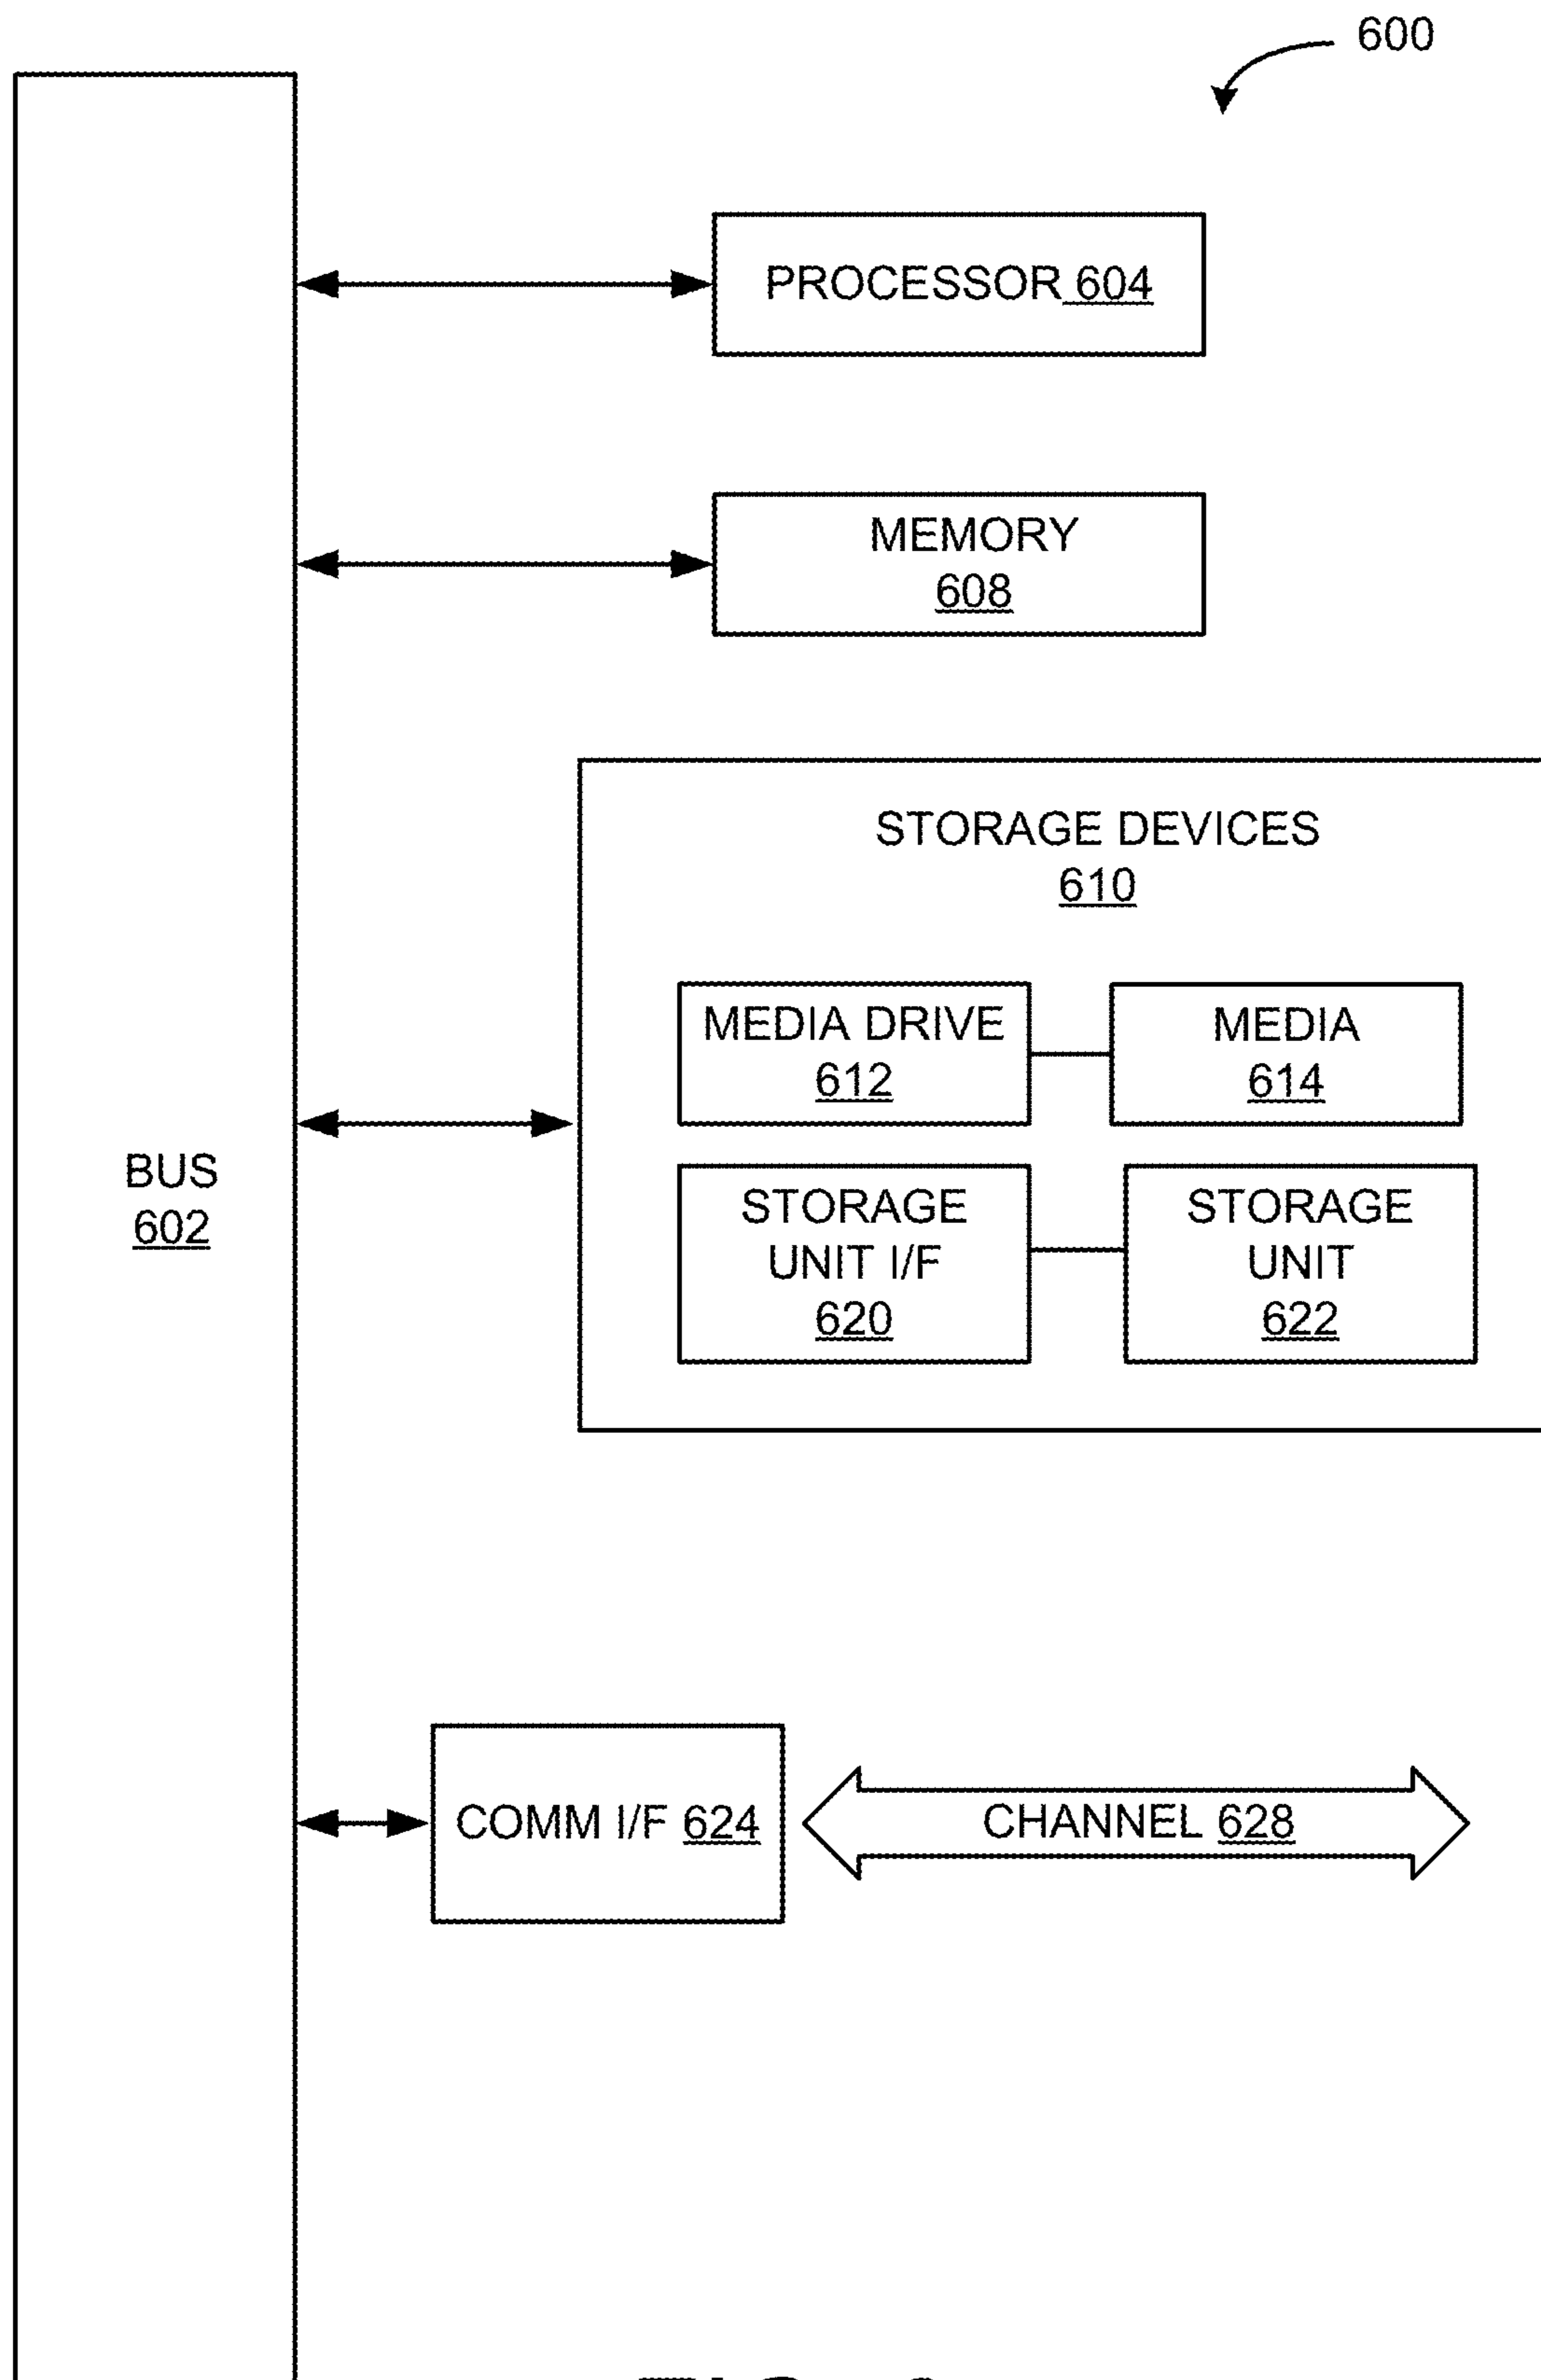 600
PROCESSOR 604
MEMORY
608
STORAGE DEVICES
610
MEDIA DRIVE
612
MEDIA
614
BUS
602
STORAGE
UNIT I/F
620
STORAGE
UNIT
622
COMM I/F 624
CHANNEL 628